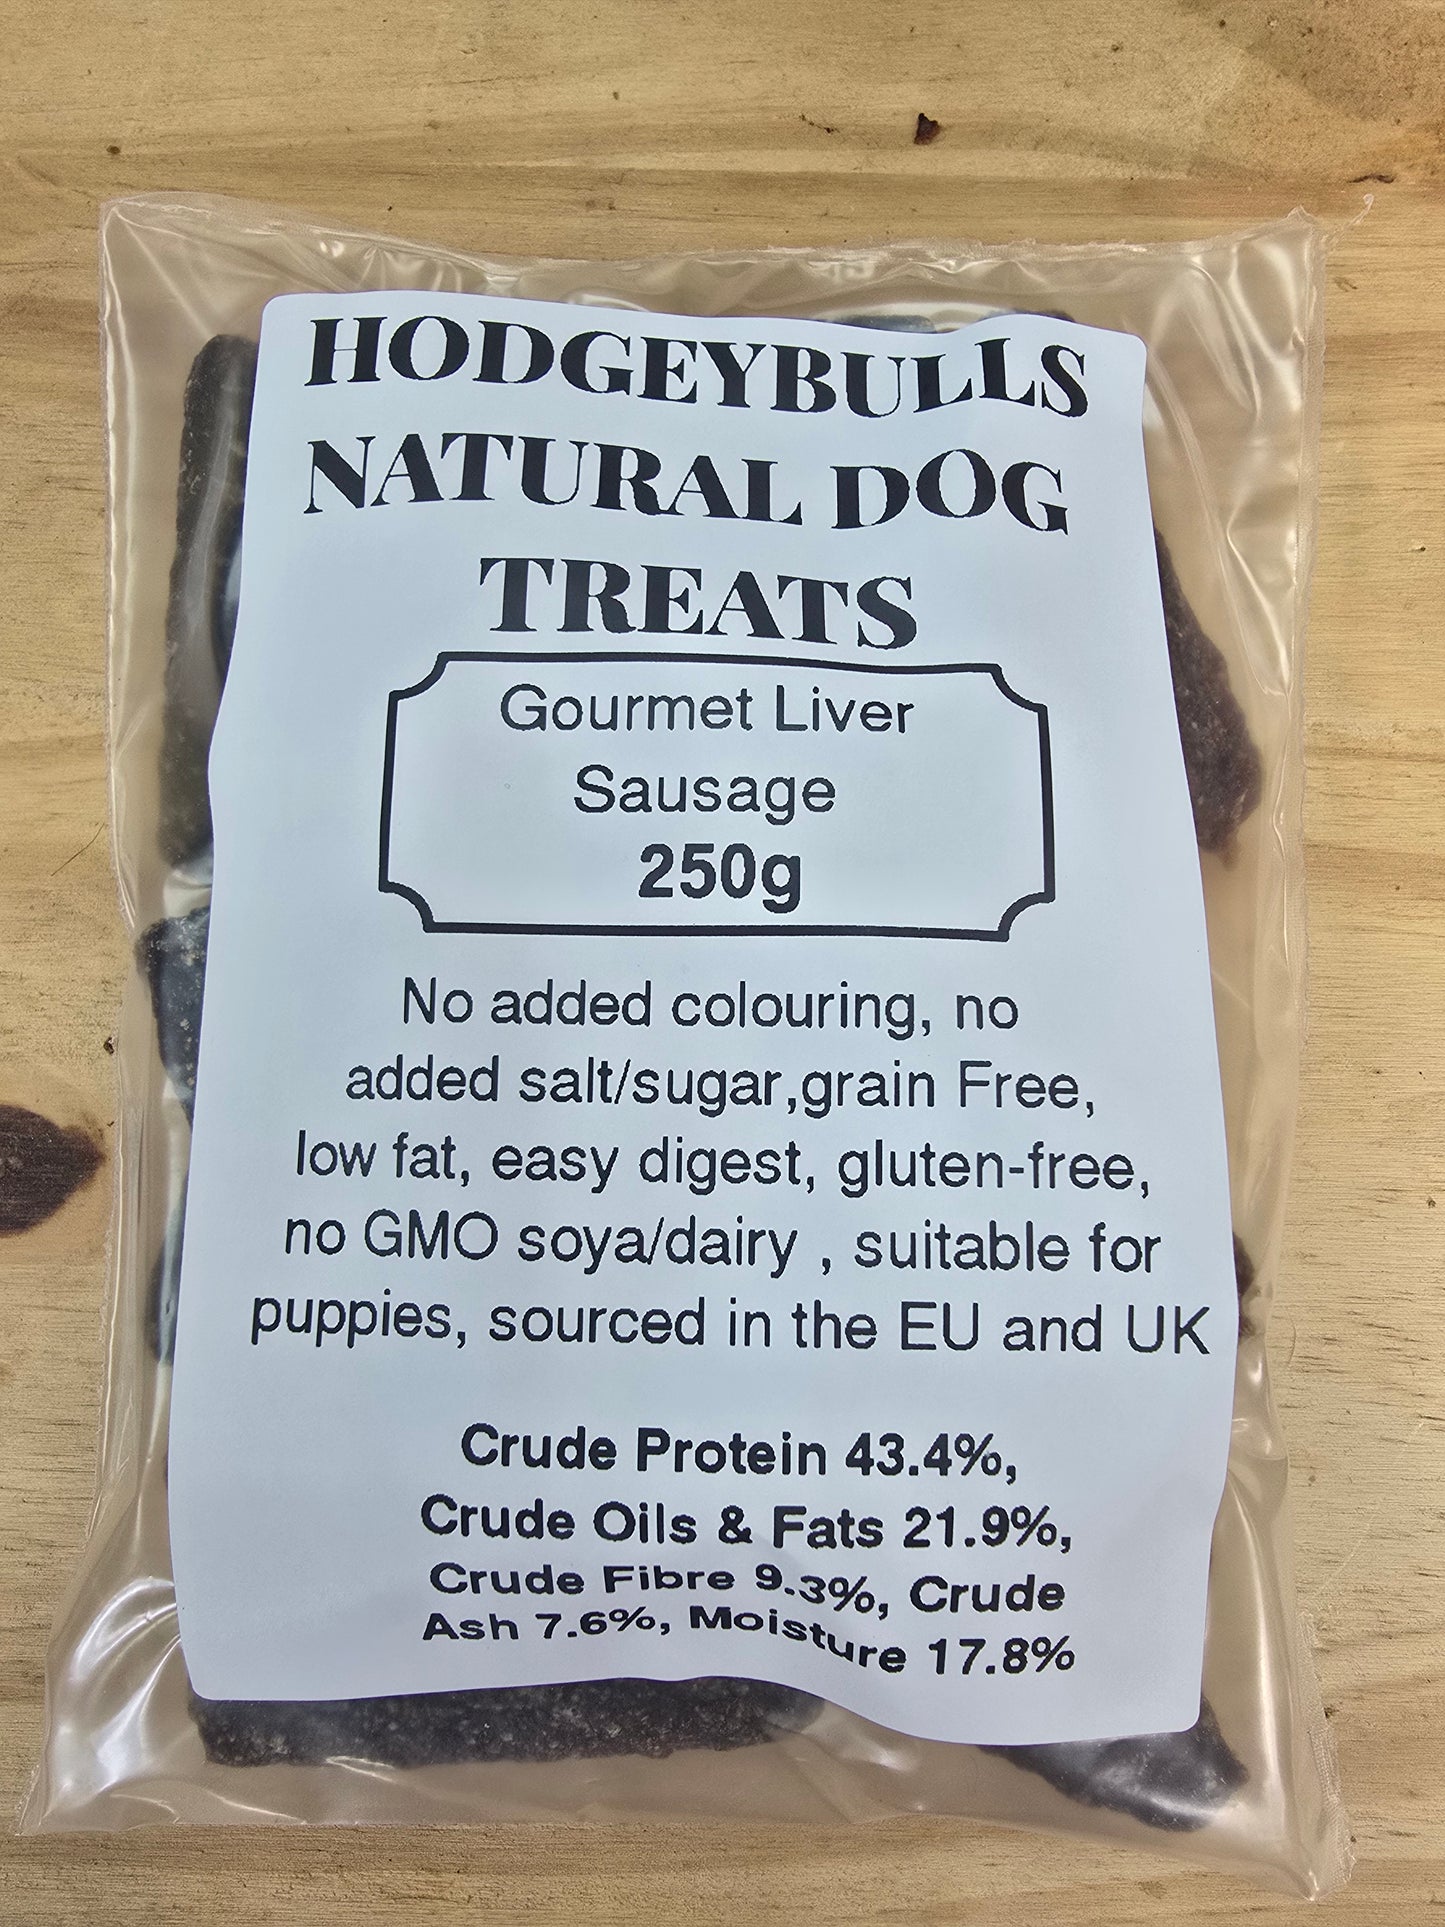 HODGEYBULLS
NATURAL DOG
TREATS
Gourmet Liver
Sausage
250g
No added colouring, no
added salt/sugar,grain Free,
low fat, easy digest, gluten-free,
no GMO soya/dairy , suitable for
puppies, sourced in the EU and UK
Crude Protein 43.4%,
Crude Oils & Fats 21.9%,
Crude Fibre 9.3%, Crude
Ash 7.6%, Moisture 17.8%